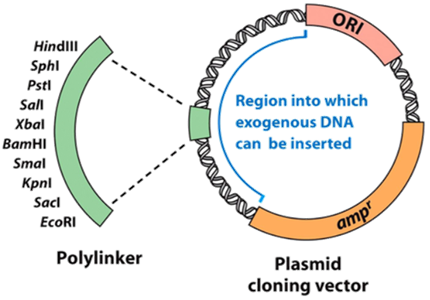 HindIII
SphI
PstI
SalI
XbaI
BamHI
SmaI
KpnI
SacI
EcoRI
Polylinker
ORI
Region into which
exogenous DNA
can be inserted
ampr
Plasmid
cloning vector